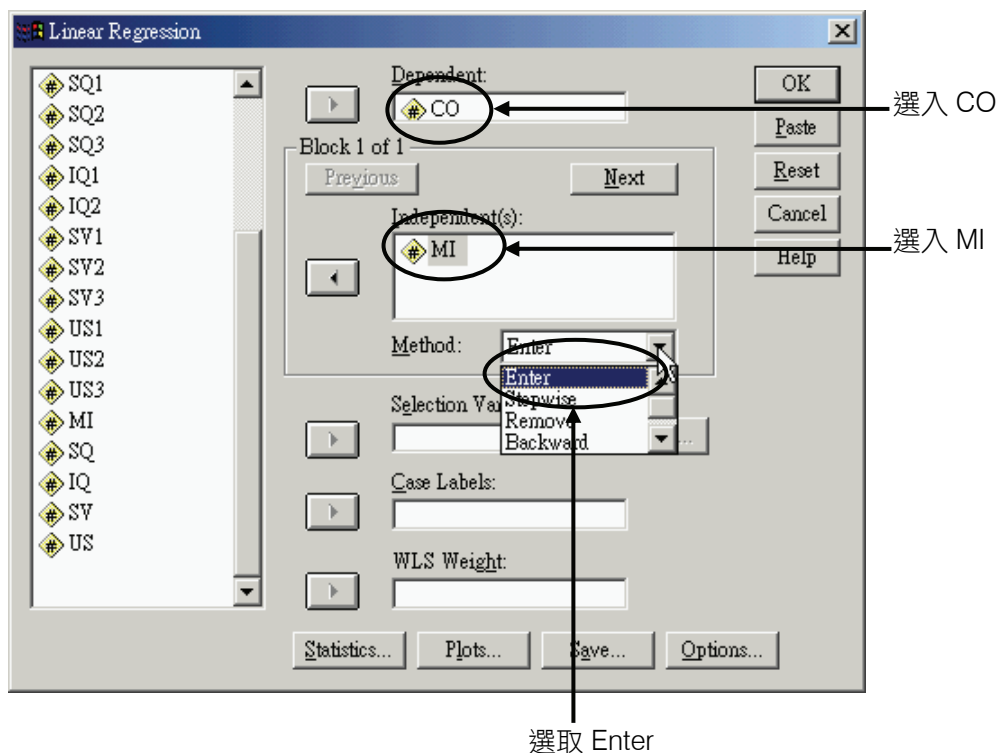 Linear Regression
SQ1
SQ2
SQ3
IQ1
IQ2
SV1
SV2
SV3
US1
US2
US3
MI
SQ
IQ
SV
US
Dependent:
CO
Block 1 of 1
Previous
Next
Independent(s):
MI
Method:
Enter
Enter
Stepwise
Remove
Backward
Selection Va
...
Case Labels:
WLS Weight:
Statistics...
Plots...
Save...
Options...
OK
Paste
Reset
Cancel
Help
選入 CO
選入 MI
選取 Enter